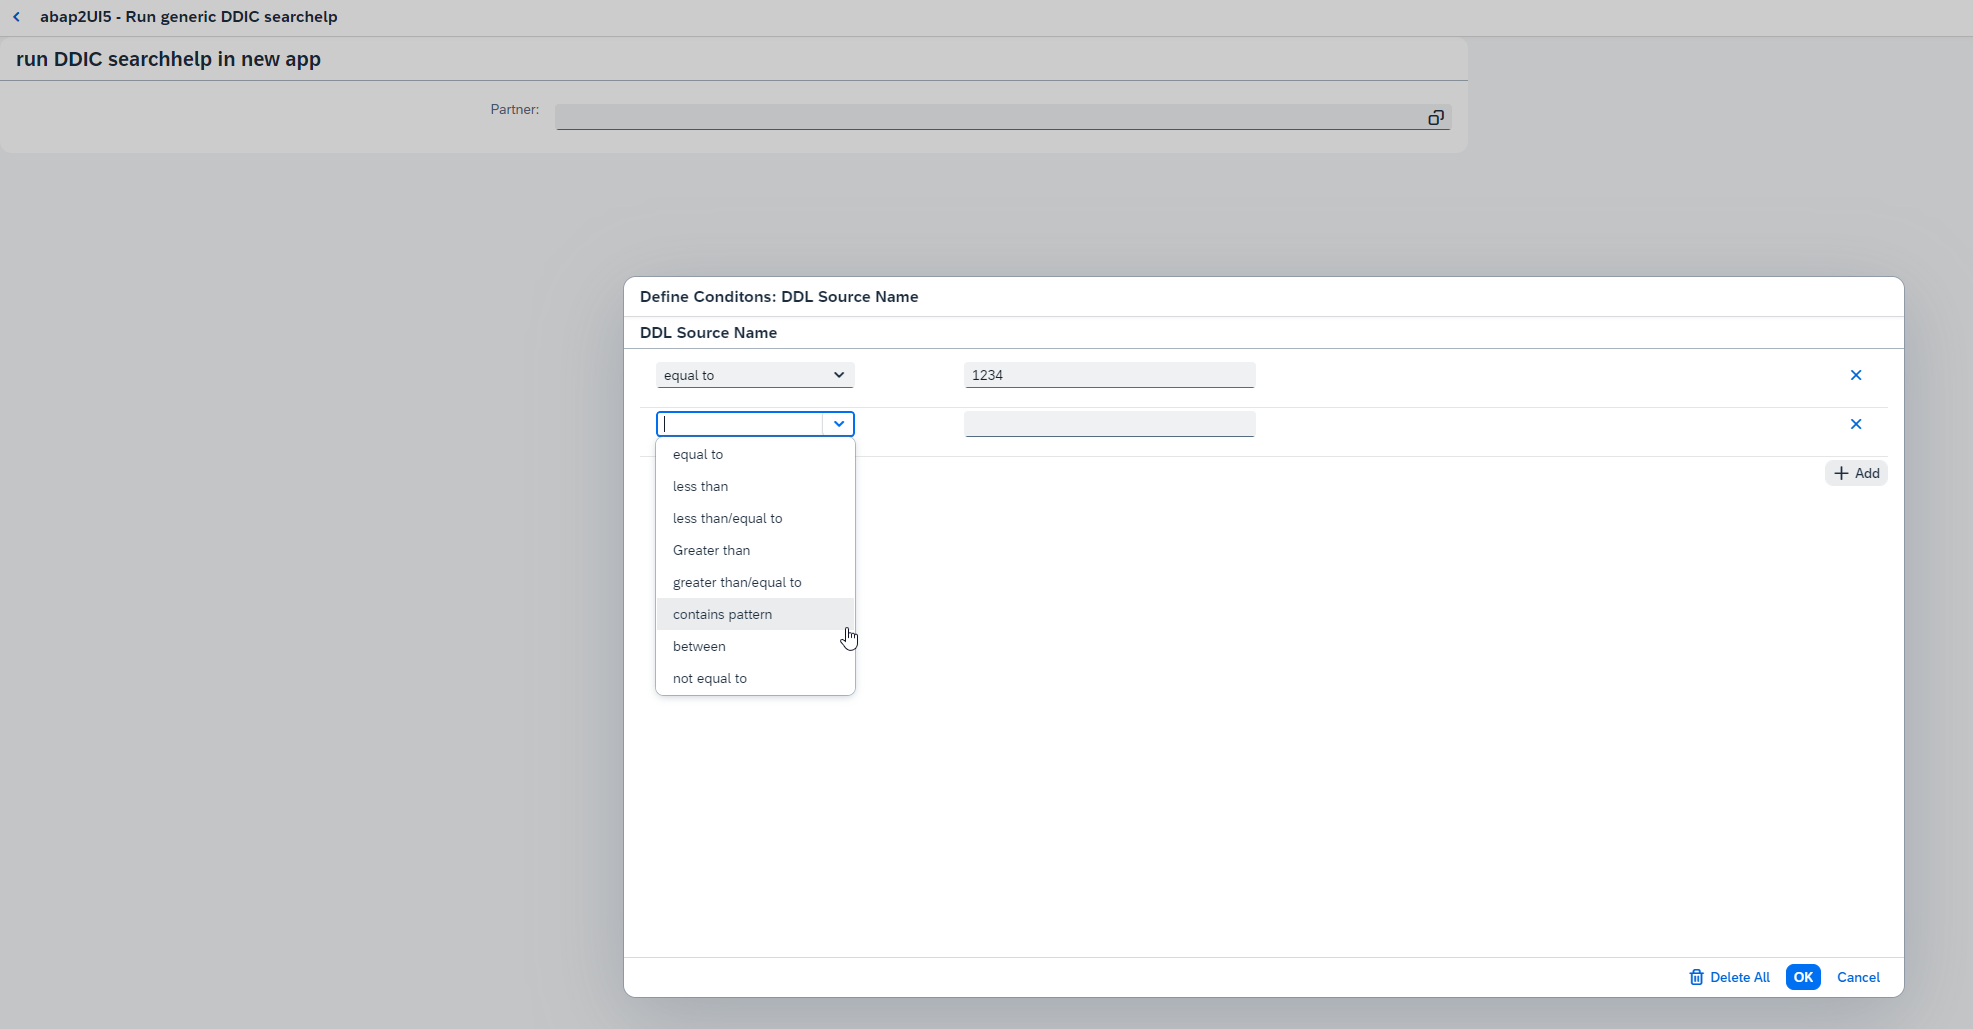 abap2UI5 - Run generic DDIC searchelp
run DDIC searchhelp in new app
Partner:
Define Conditons: DDL Source Name
DDL Source Name
equal to 1234
equal to
less than
Add
less than/equal to
Greater than
greater than/equal to
contains pattern
between
not equal to
Delete All OK Cancel